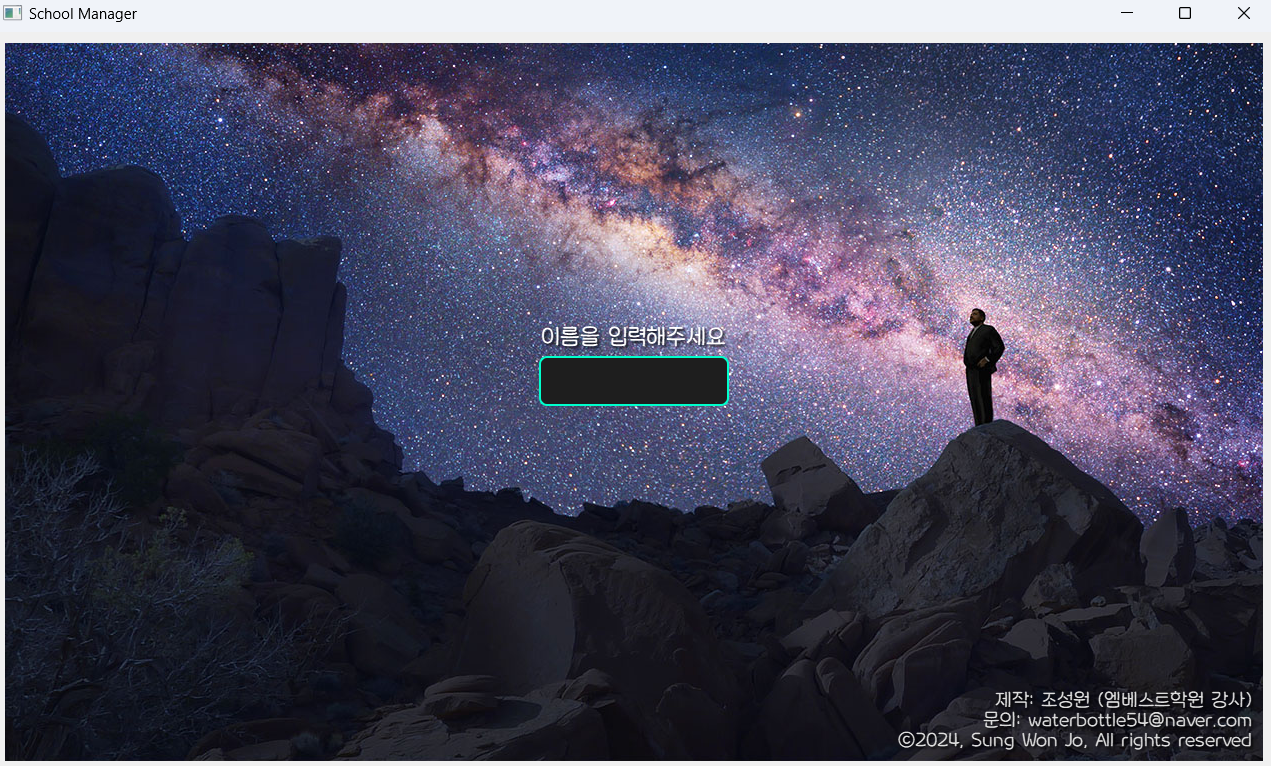 School Manager
이름을 입력해주세요
제작: 조성원 (엠베스트학원 강사)
문의: waterbottle54@naver.com
©2024, Sung Won Jo, All rights reserved